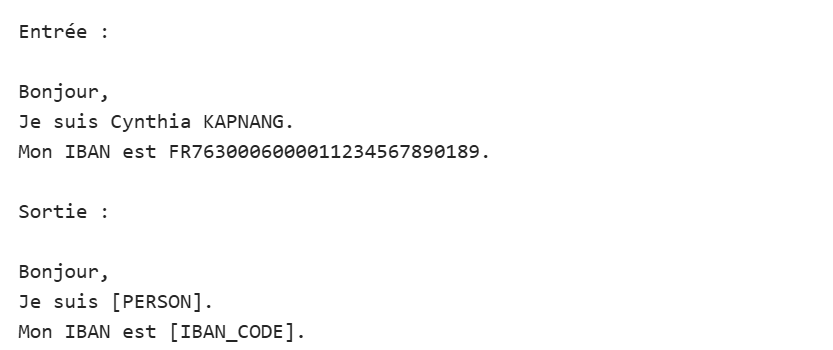 Entrée :
Bonjour,
Je suis Cynthia KAPNANG.
Mon IBAN est FR7630006000011234567890189.
Sortie :
Bonjour,
Je suis [PERSON].
Mon IBAN est [IBAN_CODE].